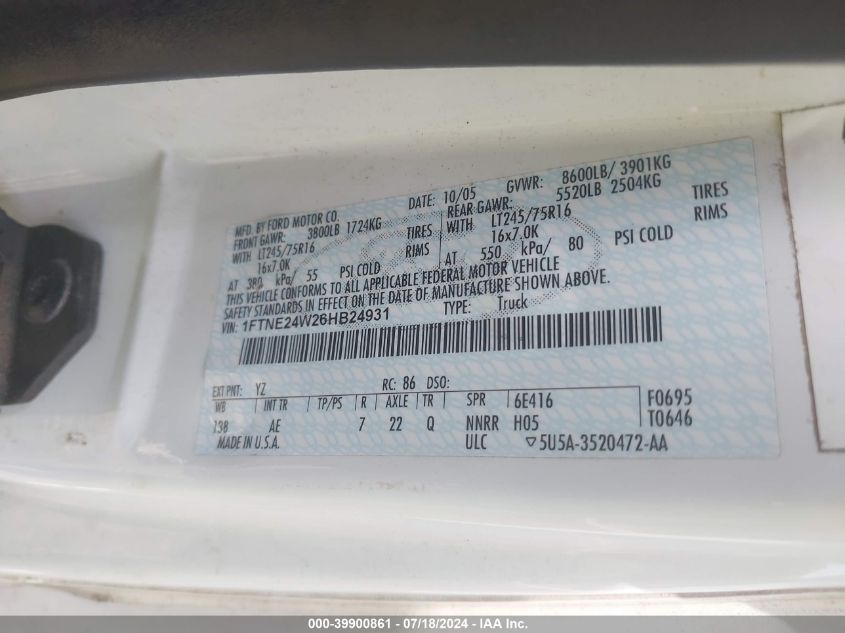 MFD. BY FORD MOTOR CO. DATE: 10/05 GVWR: 8600LB/ 3901KG
FRONT GAWR: 3800LB 1724KG REAR GAWR: 5520LB 2504KG
WITH LT245/75R16 TIRES WITH LT245/75R16 TIRES
16x7.0K RIMS 16x7.0K RIMS
AT 380 kPa/ 55 PSI COLD AT 550 kPa/ 80 PSI COLD
THIS VEHICLE CONFORMS TO ALL APPLICABLE FEDERAL MOTOR VEHICLE
SAFETY STANDARDS IN EFFECT ON THE DATE OF MANUFACTURE SHOWN ABOVE.
VIN: 1FTNE24W26HB24931 TYPE: Truck
EXT PNT: YZ RC: 86 DSO:
WB INT TR TP/PS R AXLE TR SPR 6E416 F0695
138 AE 7 22 Q NNRR H05 T0646
MADE IN U.S.A. ULC ▽5U5A-3520472-AA
000-39900861 - 07/18/2024 - IAA Inc.